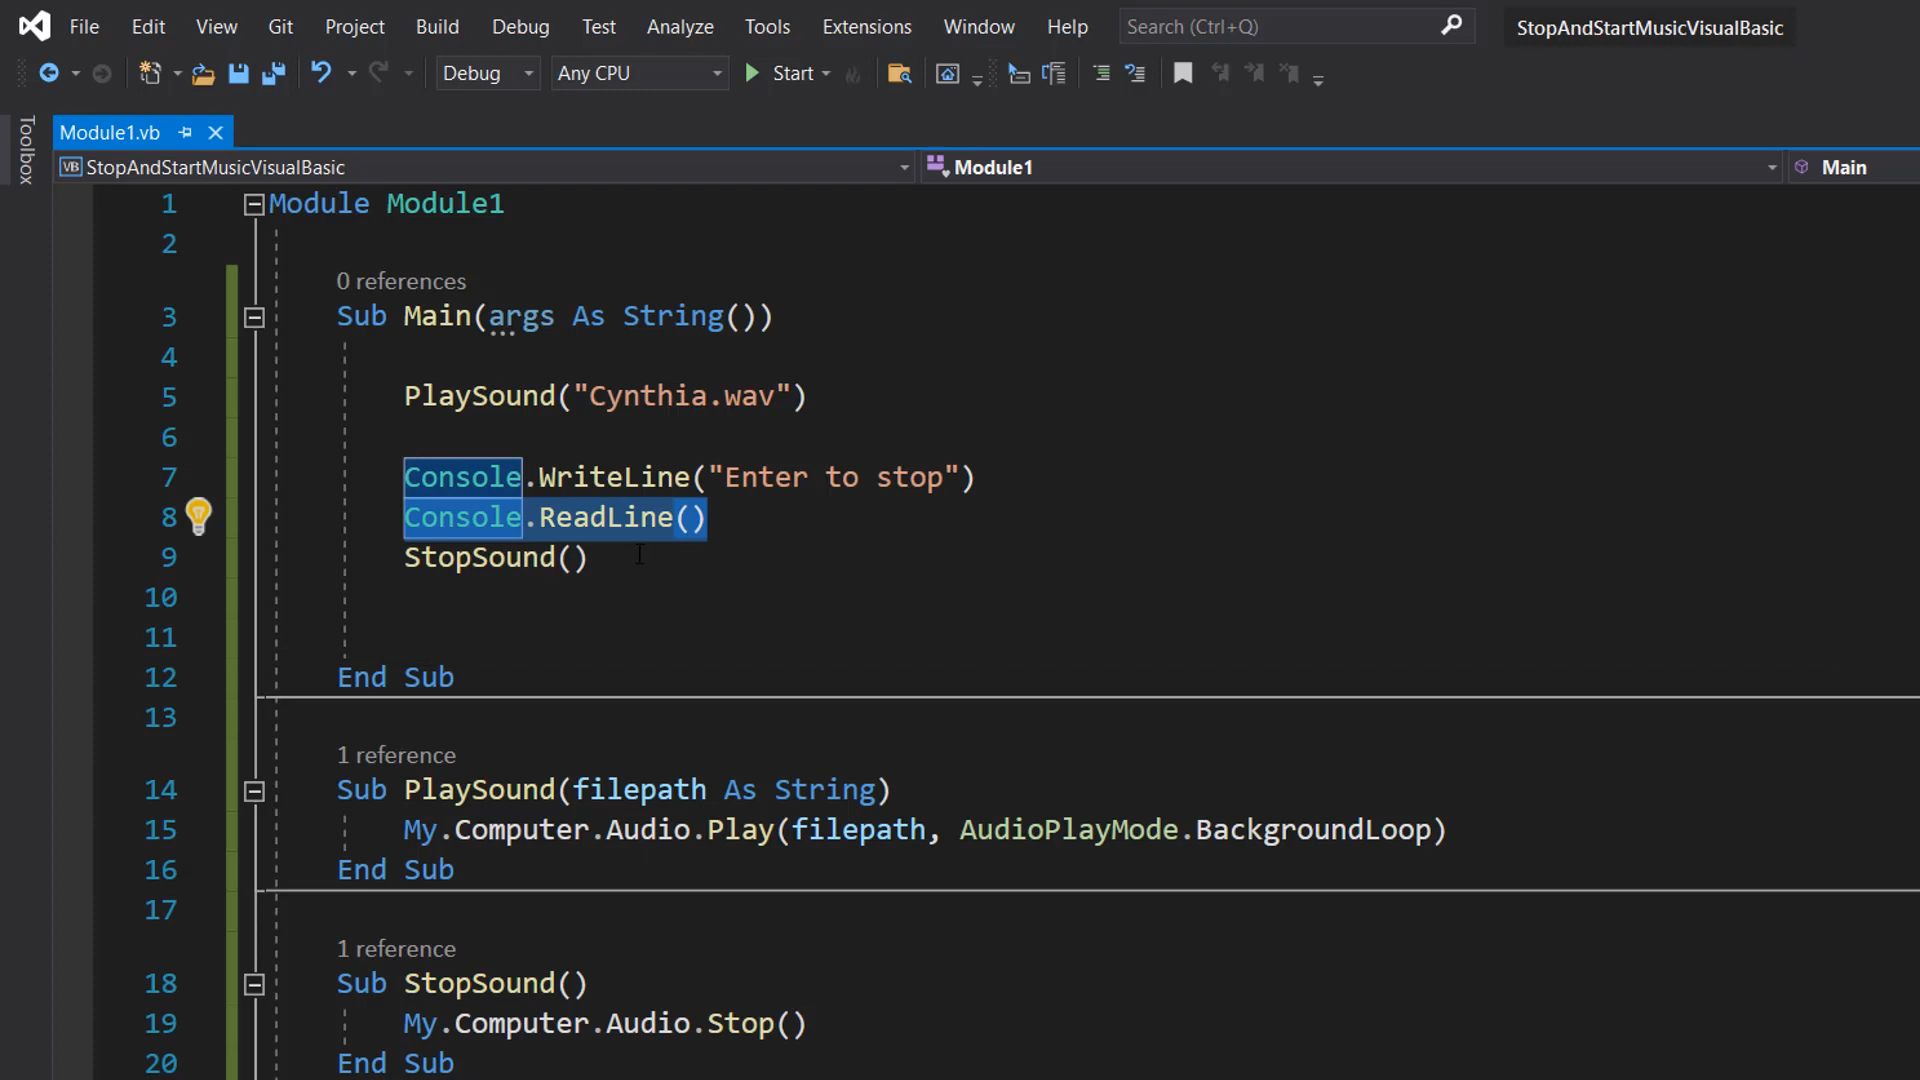 File Edit View Git Project Build Debug Test Analyze Tools Extensions Window Help Search (Ctrl+Q) StopAndStartMusicVisualBasic
Debug Any CPU Start
Toolbox
Module1.vb
VB StopAndStartMusicVisualBasic Module1 Main
1 Module Module1
2
0 references
3 Sub Main(args As String())
4
5 PlaySound("Cynthia.wav")
6
7 Console.WriteLine("Enter to stop")
8 Console.ReadLine()
9 StopSound()
10
11
12 End Sub
13
1 reference
14 Sub PlaySound(filepath As String)
15 My.Computer.Audio.Play(filepath, AudioPlayMode.BackgroundLoop)
16 End Sub
17
1 reference
18 Sub StopSound()
19 My.Computer.Audio.Stop()
20 End Sub